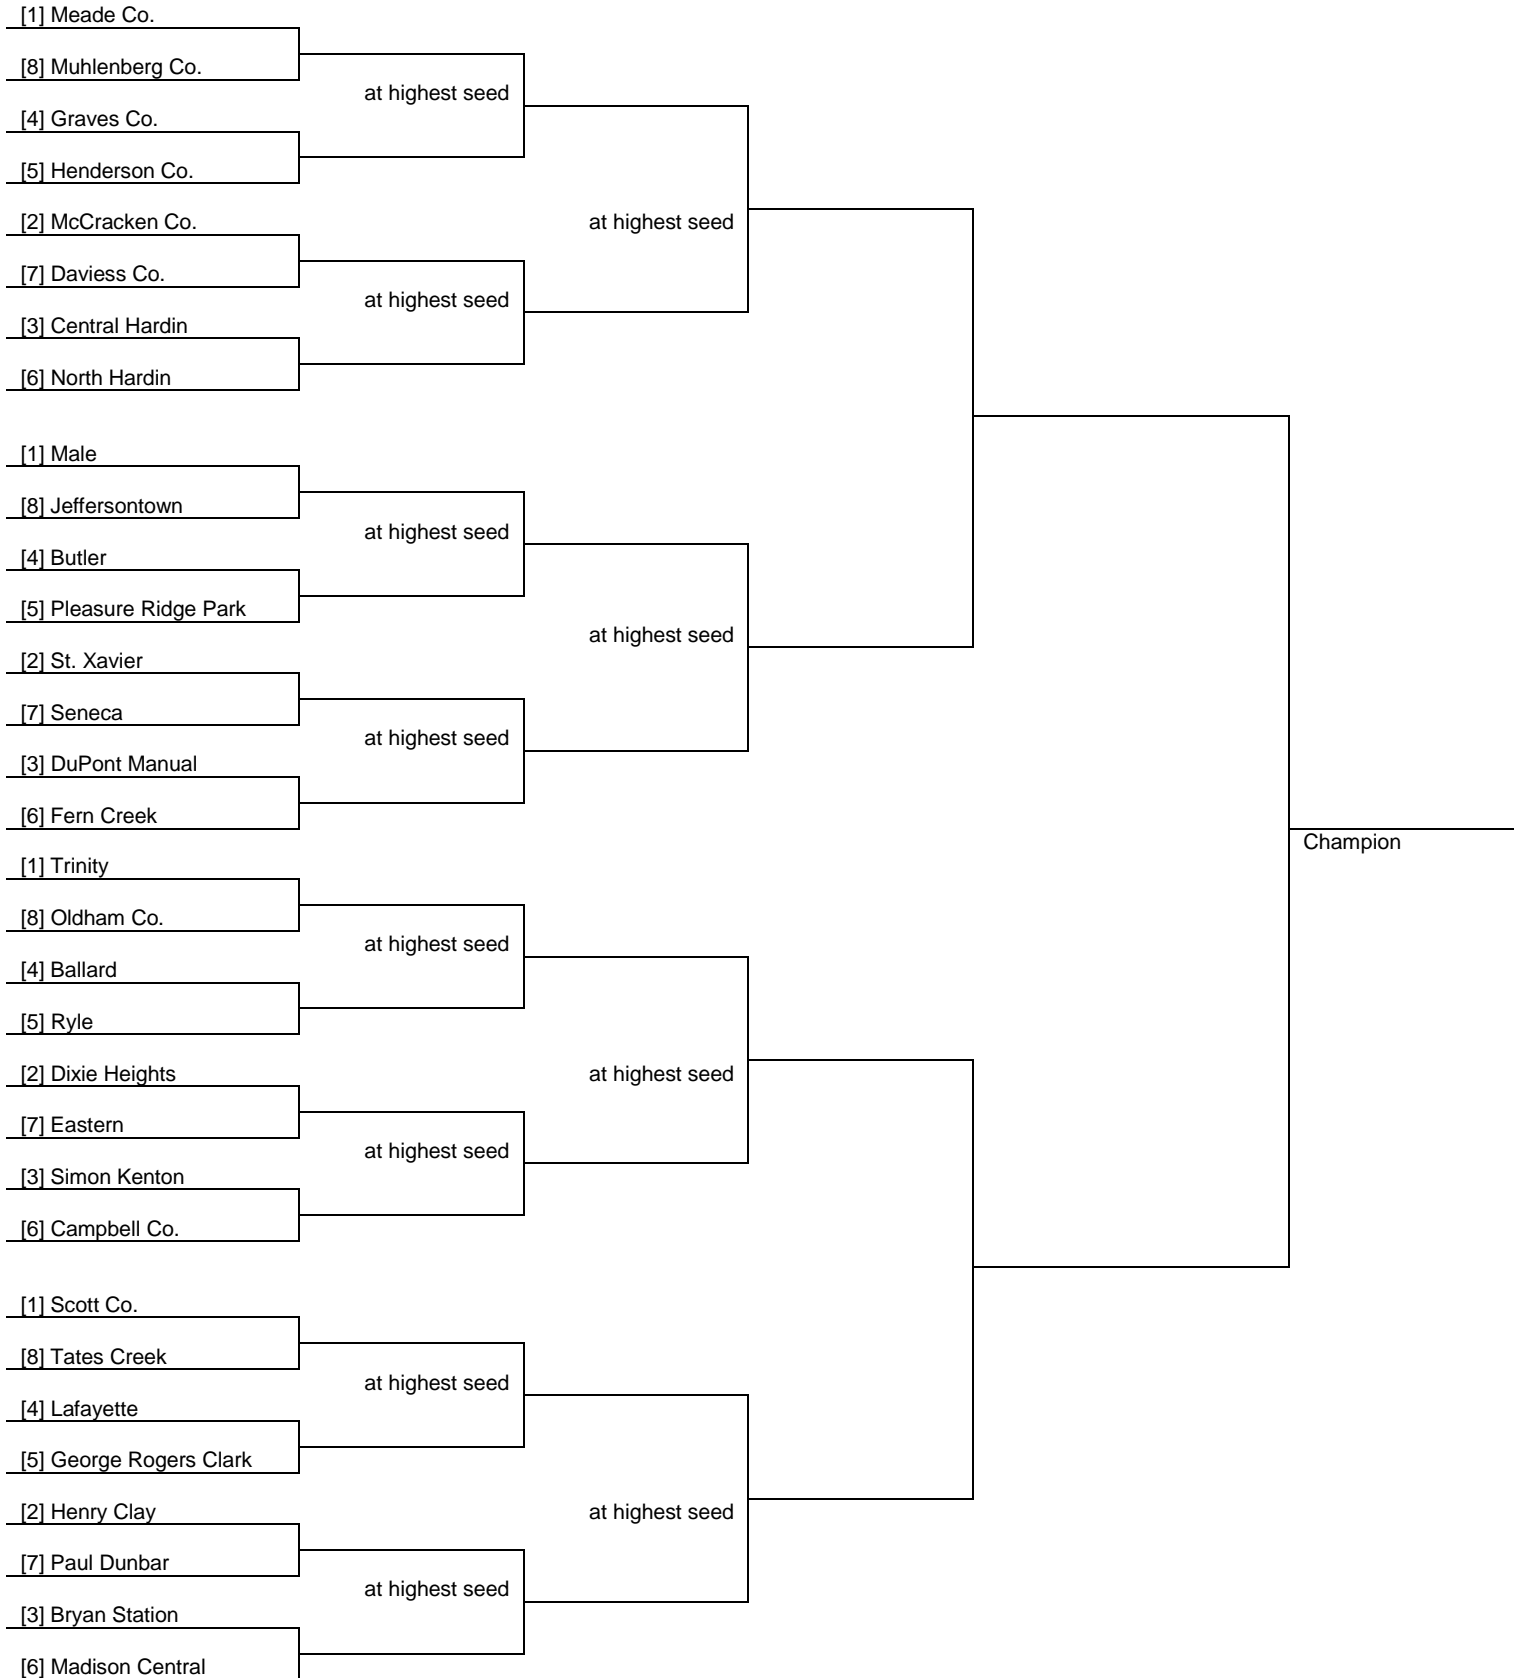 [1] Meade Co.
[8] Muhlenberg Co.
at highest seed
[4] Graves Co.
[5] Henderson Co.
[2] McCracken Co.
at highest seed
[7] Daviess Co.
at highest seed
[3] Central Hardin
[6] North Hardin
[1] Male
[8] Jeffersontown
at highest seed
[4] Butler
[5] Pleasure Ridge Park
at highest seed
[2] St. Xavier
[7] Seneca
at highest seed
[3] DuPont Manual
[6] Fern Creek
Champion
[1] Trinity
[8] Oldham Co.
at highest seed
[4] Ballard
[5] Ryle
[2] Dixie Heights
at highest seed
[7] Eastern
at highest seed
[3] Simon Kenton
[6] Campbell Co.
[1] Scott Co.
[8] Tates Creek
at highest seed
[4] Lafayette
[5] George Rogers Clark
[2] Henry Clay
at highest seed
[7] Paul Dunbar
at highest seed
[3] Bryan Station
[6] Madison Central